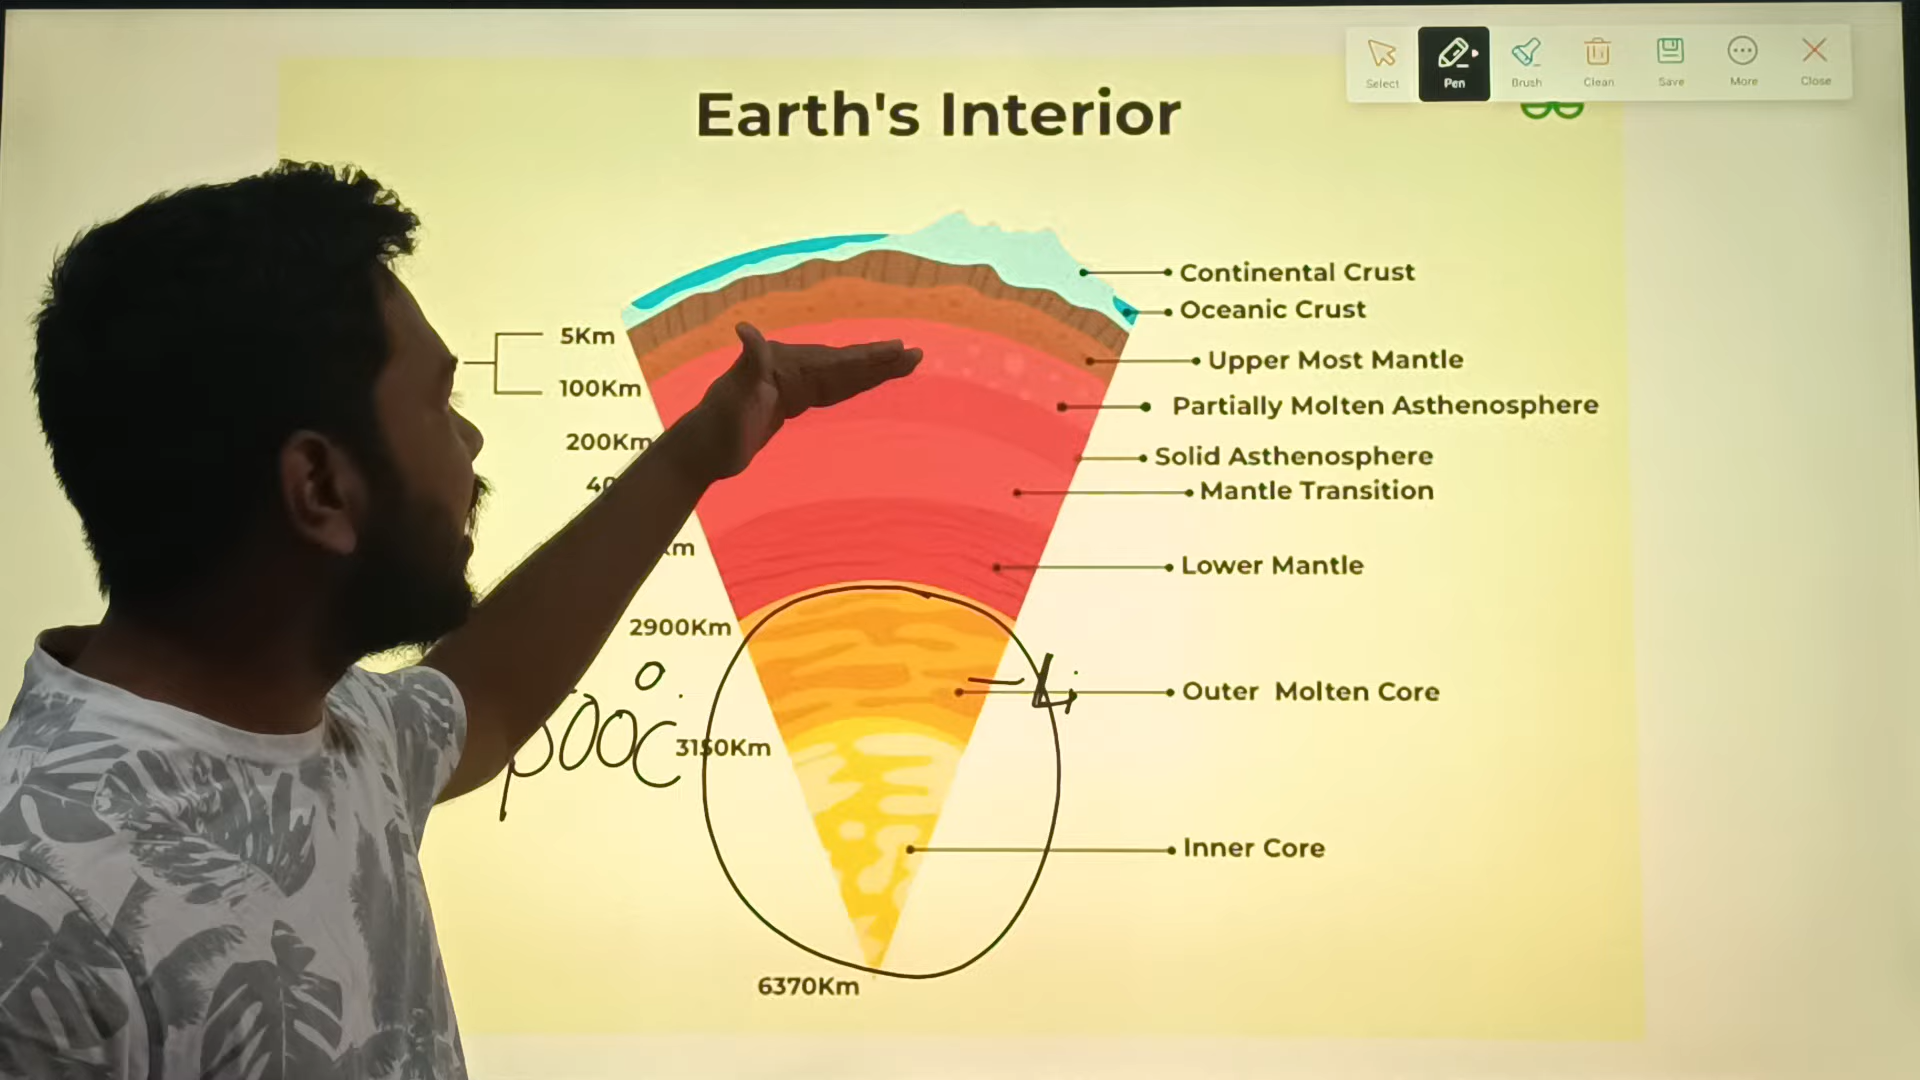 Select Pen Brush Clean Save More Close
Earth's Interior
Continental Crust
Oceanic Crust
5Km
Upper Most Mantle
100Km
Partially Molten Asthenosphere
200Km
Solid Asthenosphere
Mantle Transition
Lower Mantle
2900Km
Outer Molten Core
3150Km
Inner Core
6370Km